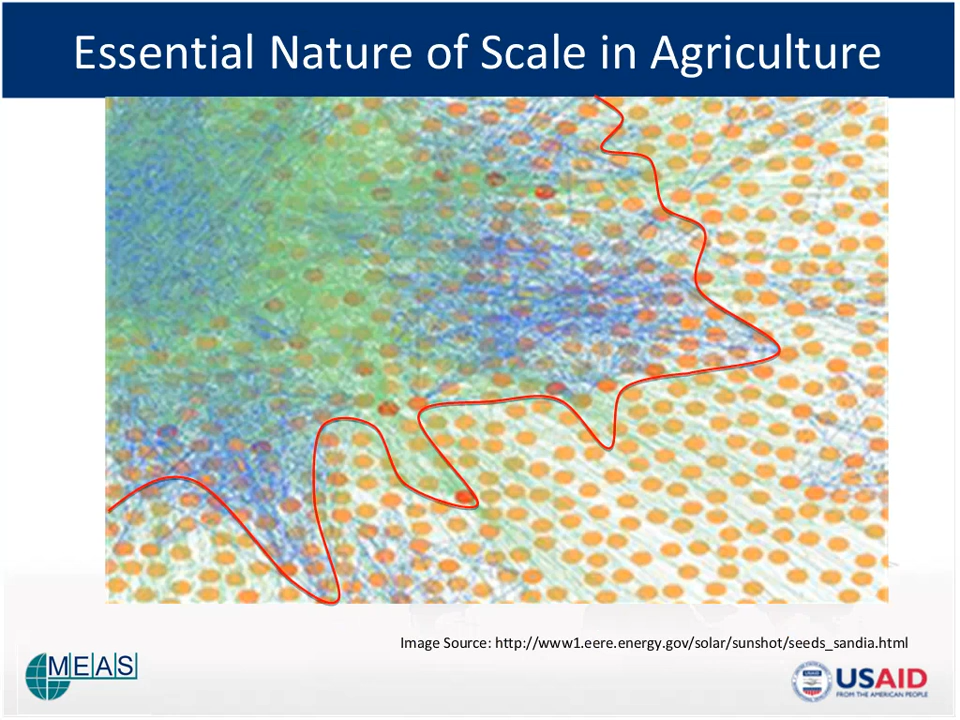 Essential Nature of Scale in Agriculture
Image Source: http://www1.eere.energy.gov/solar/sunshot/seeds_sandia.html
MEAS
USAID
FROM THE AMERICAN PEOPLE